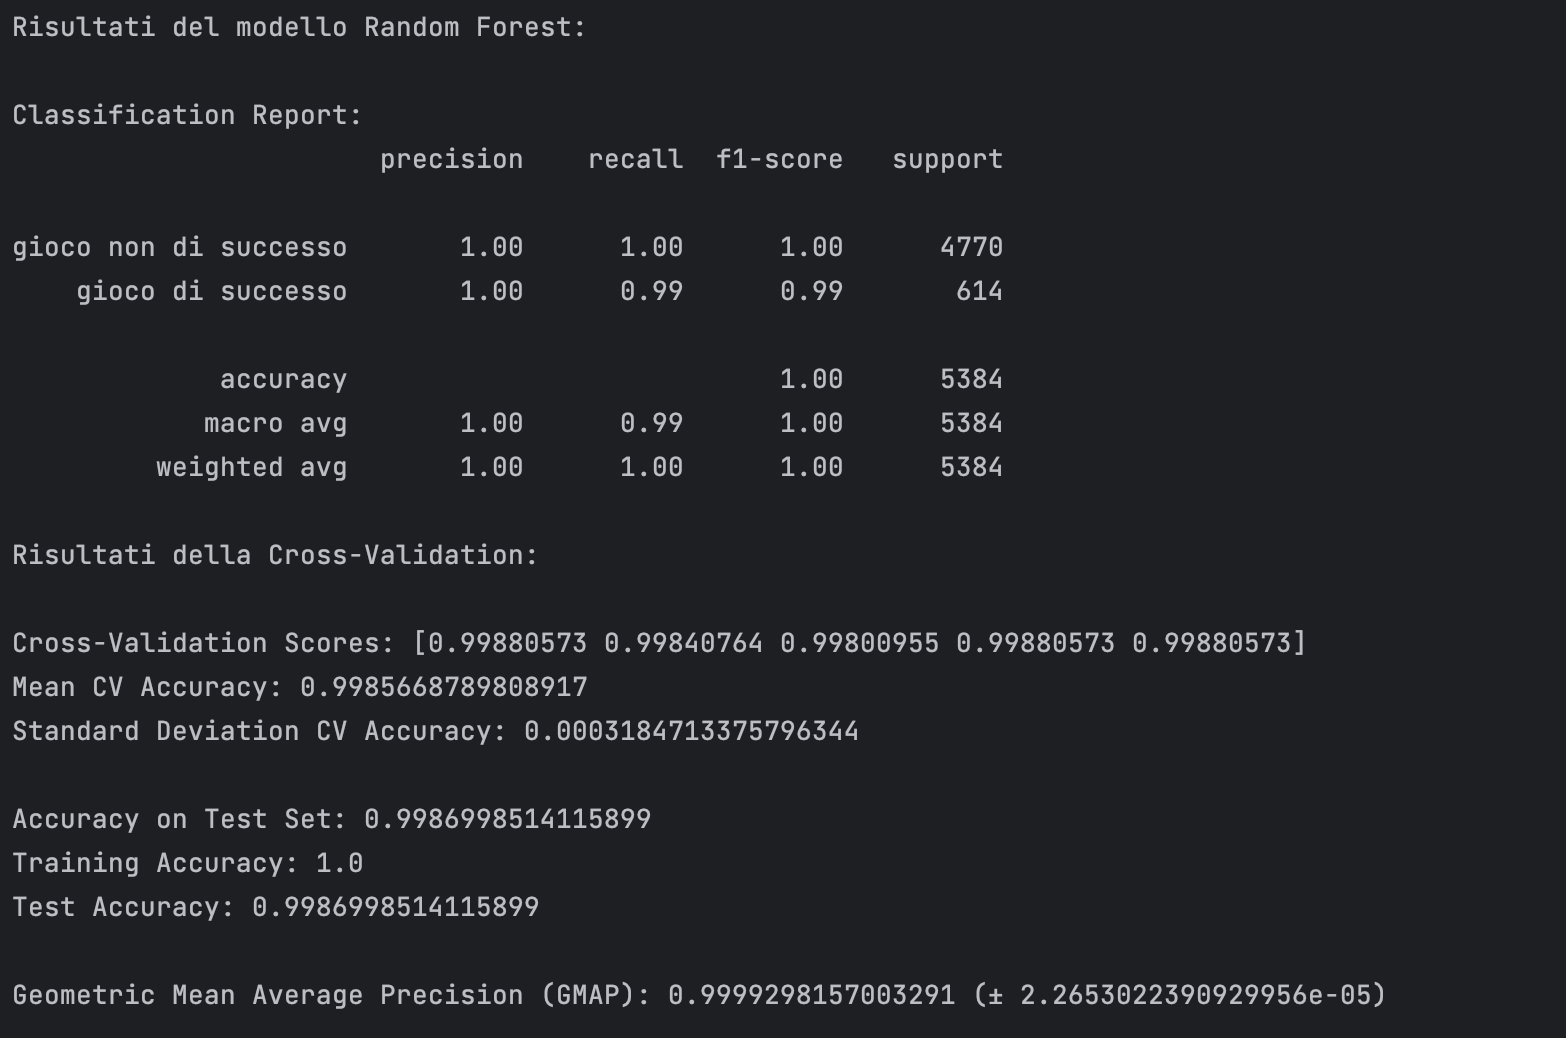 Risultati del modello Random Forest:
Classification Report:
precision recall f1-score support
gioco non di successo 1.00 1.00 1.00 4770
gioco di successo 1.00 0.99 0.99 614
accuracy 1.00 5384
macro avg 1.00 0.99 1.00 5384
weighted avg 1.00 1.00 1.00 5384
Risultati della Cross-Validation:
Cross-Validation Scores: [0.99880573 0.99840764 0.99800955 0.99880573 0.99880573]
Mean CV Accuracy: 0.9985668789808917
Standard Deviation CV Accuracy: 0.0003184713375796344
Accuracy on Test Set: 0.9986998514115899
Training Accuracy: 1.0
Test Accuracy: 0.9986998514115899
Geometric Mean Average Precision (GMAP): 0.9999298157003291 (± 2.2653022390929956e-05)